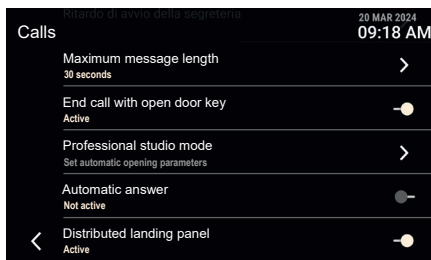 Ritardo di avvio della segreteria
20 MAR 2024
Calls
09:18 AM
Maximum message length
30 seconds
End call with open door key
Active
Professional studio mode
Set automatic opening parameters
Automatic answer
Not active
Distributed landing panel
Active